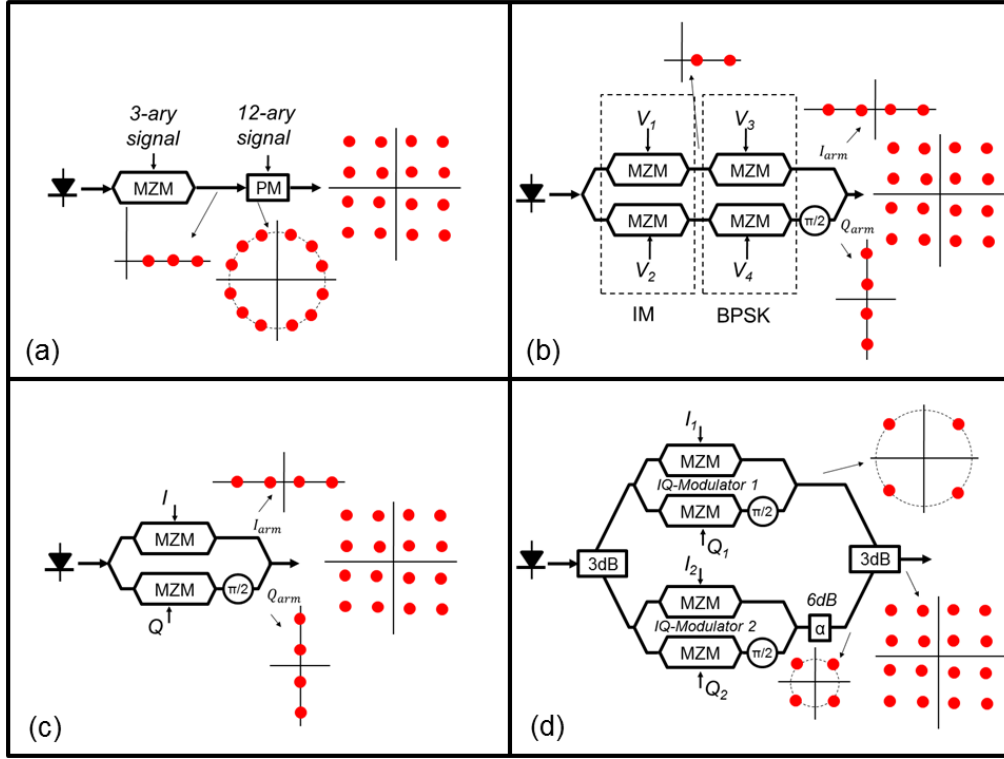 3-ary
signal
12-ary
signal
MZM
PM
(a)
V1
V3
MZM
MZM
MZM
MZM
π/2
V2
V4
IM
BPSK
Iarm
Qarm
(b)
I
MZM
MZM
π/2
Q
Iarm
Qarm
(c)
I1
MZM
IQ-Modulator 1
MZM
π/2
Q1
3dB
3dB
I2
6dB
MZM
IQ-Modulator 2
α
MZM
π/2
Q2
(d)